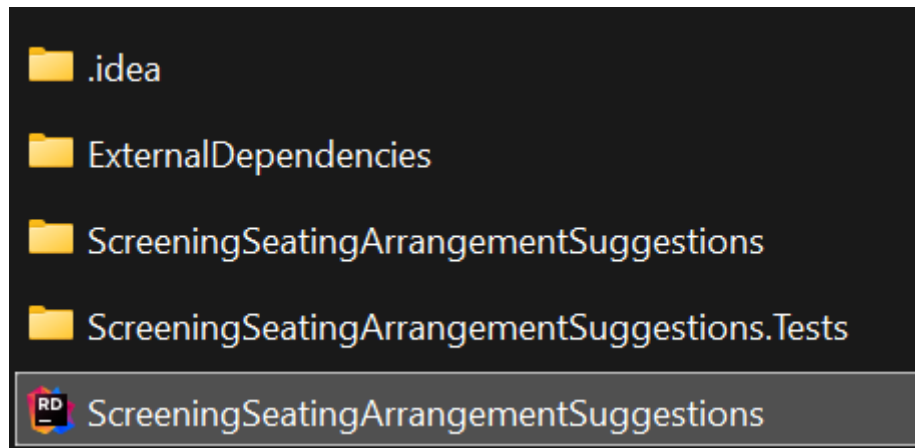 .idea
ExternalDependencies
ScreeningSeatingArrangementSuggestions
ScreeningSeatingArrangementSuggestions.Tests
RD ScreeningSeatingArrangementSuggestions